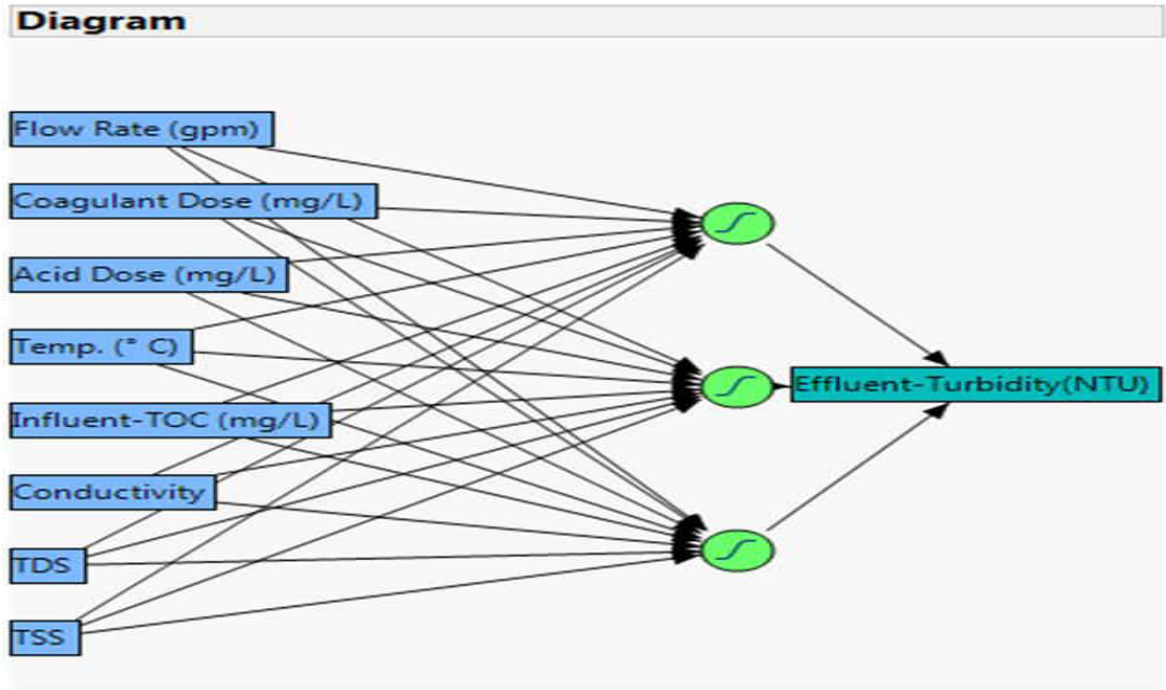 Diagram
Flow Rate (gpm)
Coagulant Dose (mg/L)
Acid Dose (mg/L)
Temp. (° C)
Influent-TOC (mg/L)
Conductivity
TDS
TSS
Effluent-Turbidity(NTU)